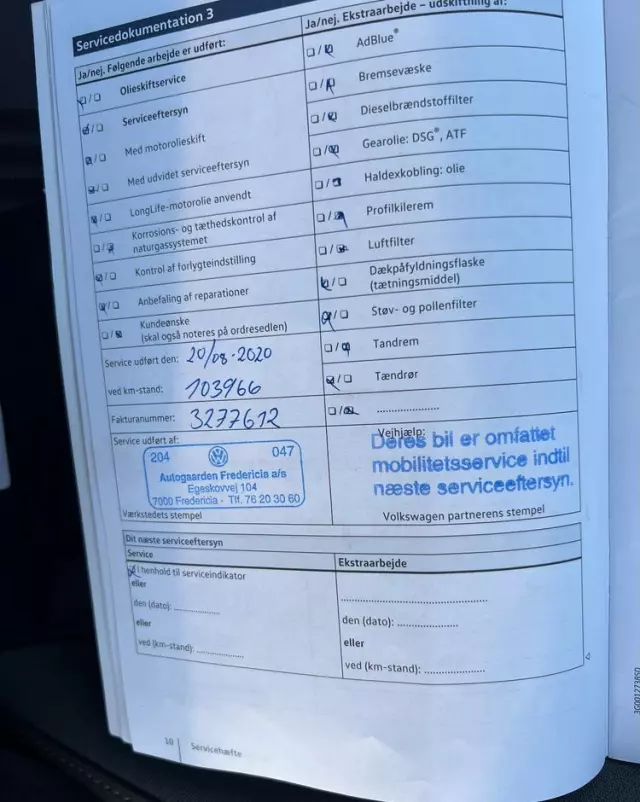 Servicedokumentation 3
Ja/nej. Følgende arbejde er udført:
Olieskiftservice
Serviceeftersyn
Med motorolieskift
Med udvidet serviceeftersyn
LongLife-motorolie anvendt
Korrosions- og tæthedskontrol af
naturgassystemet
Kontrol af forlygteindstilling
Anbefaling af reparationer
Kundeønske
(skal også noteres på ordresedlen)
Service udført den: 20/08-2020
ved km-stand: 103966
Fakturanummer: 3277612
Service udført af:
204 047
Autogaarden Fredericia a/s
Egeskovvej 104
7000 Fredericia - Tlf. 76 20 30 60
Værkstedets stempel
Ja/nej. Ekstraarbejde – udskiftning af:
AdBlue®
Bremsevæske
Dieselbrændstoffilter
Gearolie: DSG®, ATF
Haldexkobling: olie
Profilkilerem
Luftfilter
Dækpåfyldningsflaske
(tætningsmiddel)
Støv- og pollenfilter
Tandrem
Tændrør
....................
Vejhjælp:
Deres bil er omfattet
mobilitetsservice indtil
næste serviceeftersyn.
Volkswagen partnerens stempel
Dit næste serviceeftersyn
Service
I henhold til serviceindikator
eller
den (dato): ...............
eller
ved (km-stand): ...............
Ekstraarbejde
den (dato): ...............
eller
ved (km-stand): ...............
10 Servicehæfte
3G0012738SD